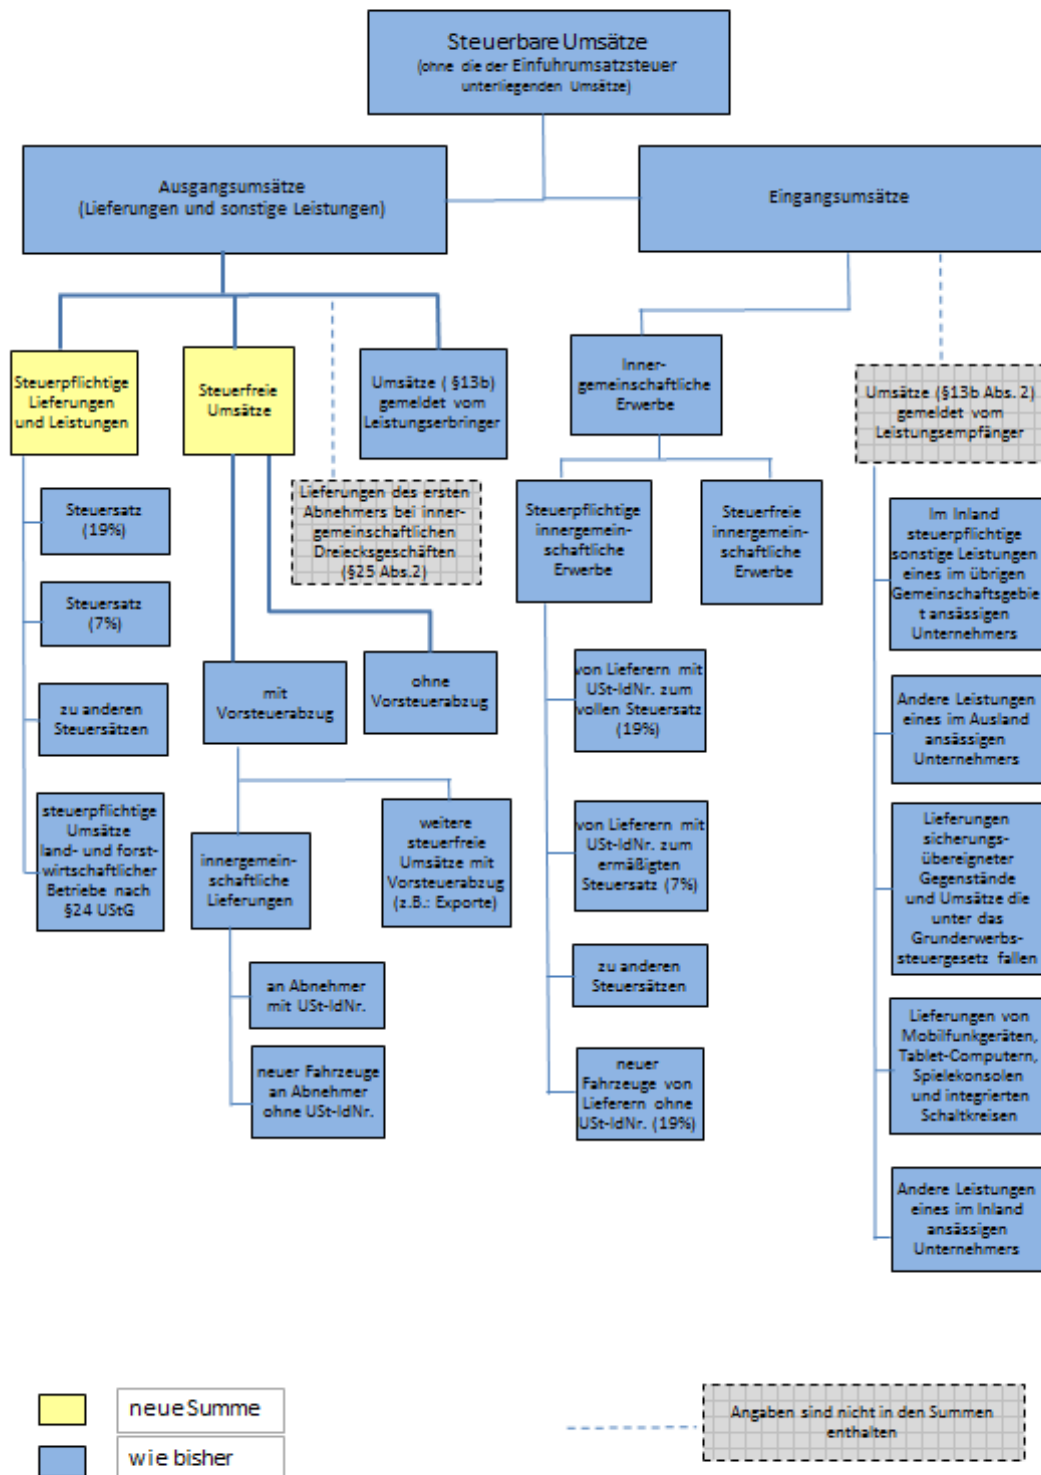 Steuerbare Umsätze
(ohne die der Einfuhrumsatzsteuer
unterliegenden Umsätze)
Ausgangsumsätze
(Lieferungen und sonstige Leistungen)
Eingangsumsätze
Steuerpflichtige
Lieferungen
und Leistungen
Steuerfreie
Umsätze
Umsätze ( §13b)
gemeldet vom
Leistungserbringer
Inner-
gemeinschaftliche
Erwerbe
Umsätze (§13b Abs. 2)
gemeldet vom
Leistungsempfänger
Steuersatz
(19%)
Steuersatz
(7%)
zu anderen
Steuersätzen
steuerpflichtige
Umsätze
land- und forst-
wirtschaftlicher
Betriebe nach
§24 UStG
Lieferungen des ersten
Abnehmers bei inner-
gemeinschaftlichen
Dreiecksgeschäften
(§25 Abs.2)
mit
Vorsteuerabzug
ohne
Vorsteuerabzug
innergemein-
schaftliche
Lieferungen
weitere
steuerfreie
Umsätze mit
Vorsteuerabzug
(z.B.: Exporte)
an Abnehmer
mit USt-IdNr.
neuer Fahrzeuge
an Abnehmer
ohne USt-IdNr.
Steuerpflichtige
innergemein-
schaftliche
Erwerbe
Steuerfreie
innergemein-
schaftliche
Erwerbe
von Lieferern mit
USt-IdNr. zum
vollen Steuersatz
(19%)
von Lieferern mit
USt-IdNr. zum
ermäßigten
Steuersatz (7%)
zu anderen
Steuersätzen
neuer
Fahrzeuge von
Lieferern ohne
USt-IdNr. (19%)
Im Inland
steuerpflichtige
sonstige Leistungen
eines im übrigen
Gemeinschaftsgebie
t ansässigen
Unternehmers
Andere Leistungen
eines im Ausland
ansässigen
Unternehmers
Lieferungen
sicherungs-
übereigneter
Gegenstände
und Umsätze die
unter das
Grunderwerbs-
steuergesetz fallen
Lieferungen von
Mobilfunkgeräten,
Tablet-Computern,
Spielekonsolen
und integrierten
Schaltkreisen
Andere Leistungen
eines im Inland
ansässigen
Unternehmers
neue Summe
wie bisher
Angaben sind nicht in den Summen
enthalten